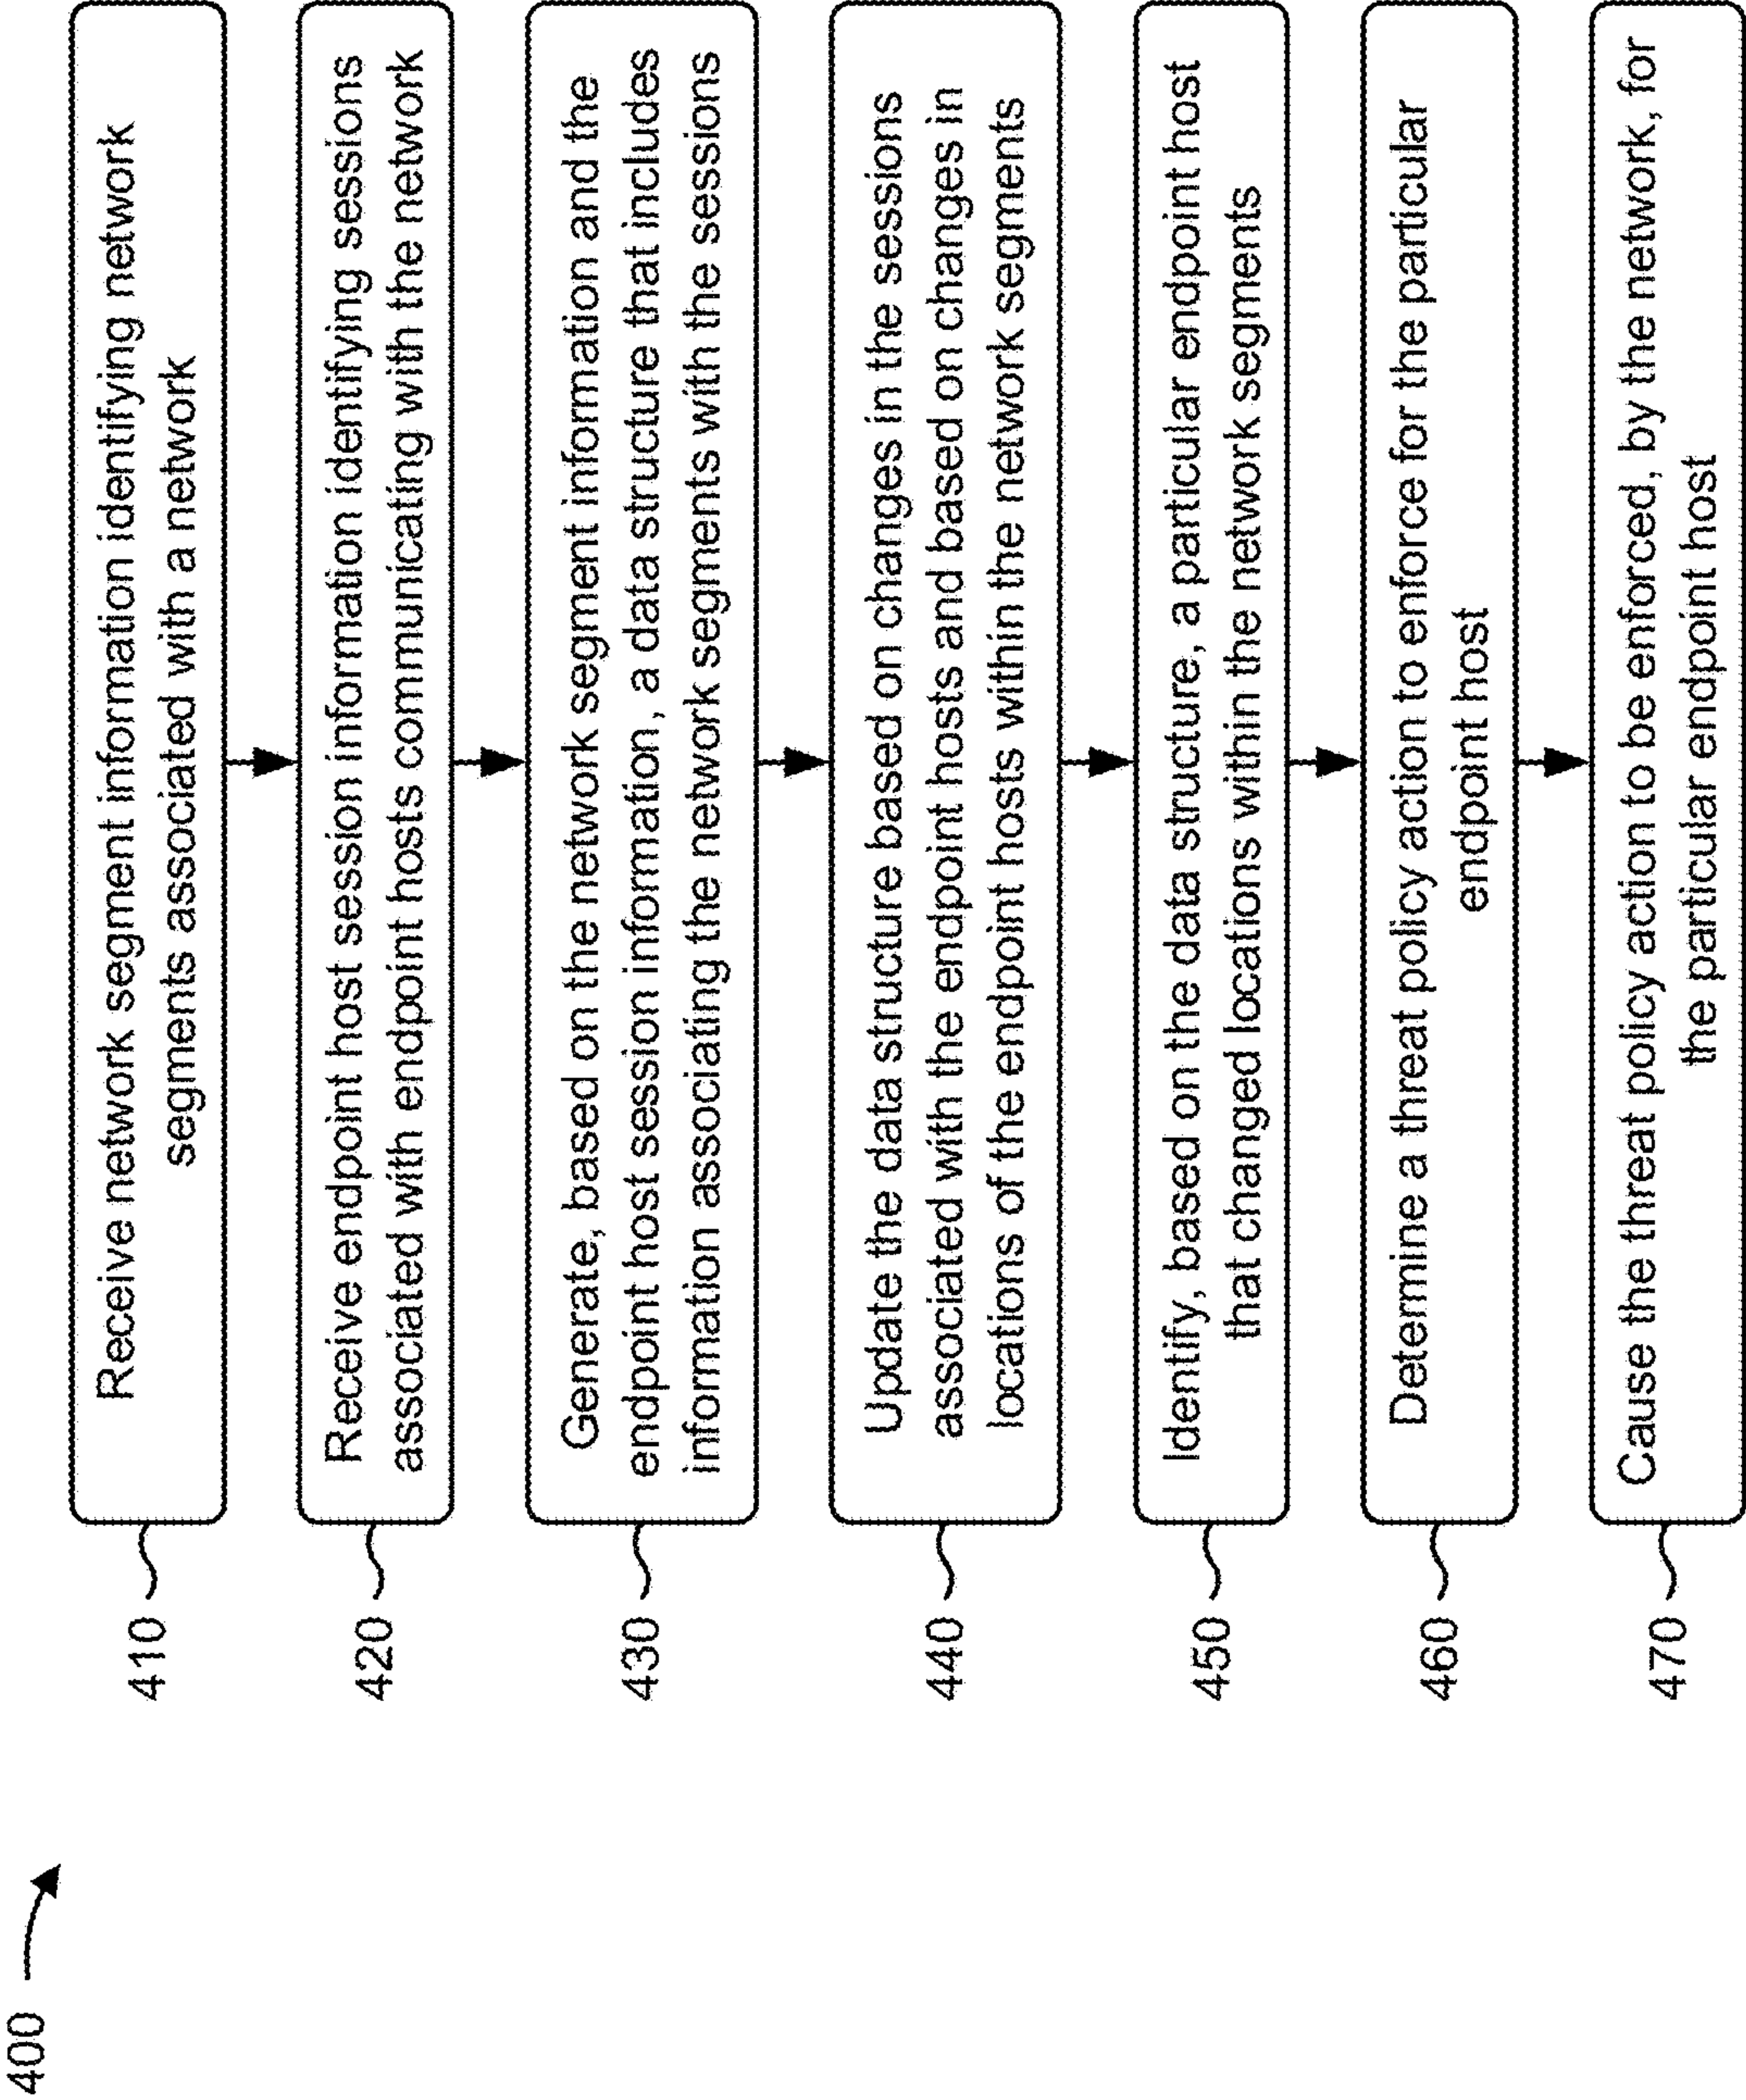 400
410
Receive network segment information identifying network
segments associated with a network
420
Receive endpoint host session information identifying sessions
associated with endpoint hosts communicating with the network
430
Generate, based on the network segment information and the
endpoint host session information, a data structure that includes
information associating the network segments with the sessions
440
Update the data structure based on changes in the sessions
associated with the endpoint hosts and based on changes in
locations of the endpoint hosts within the network segments
450
Identify, based on the data structure, a particular endpoint host
that changed locations within the network segments
460
Determine a threat policy action to enforce for the particular
endpoint host
470
Cause the threat policy action to be enforced, by the network, for
the particular endpoint host